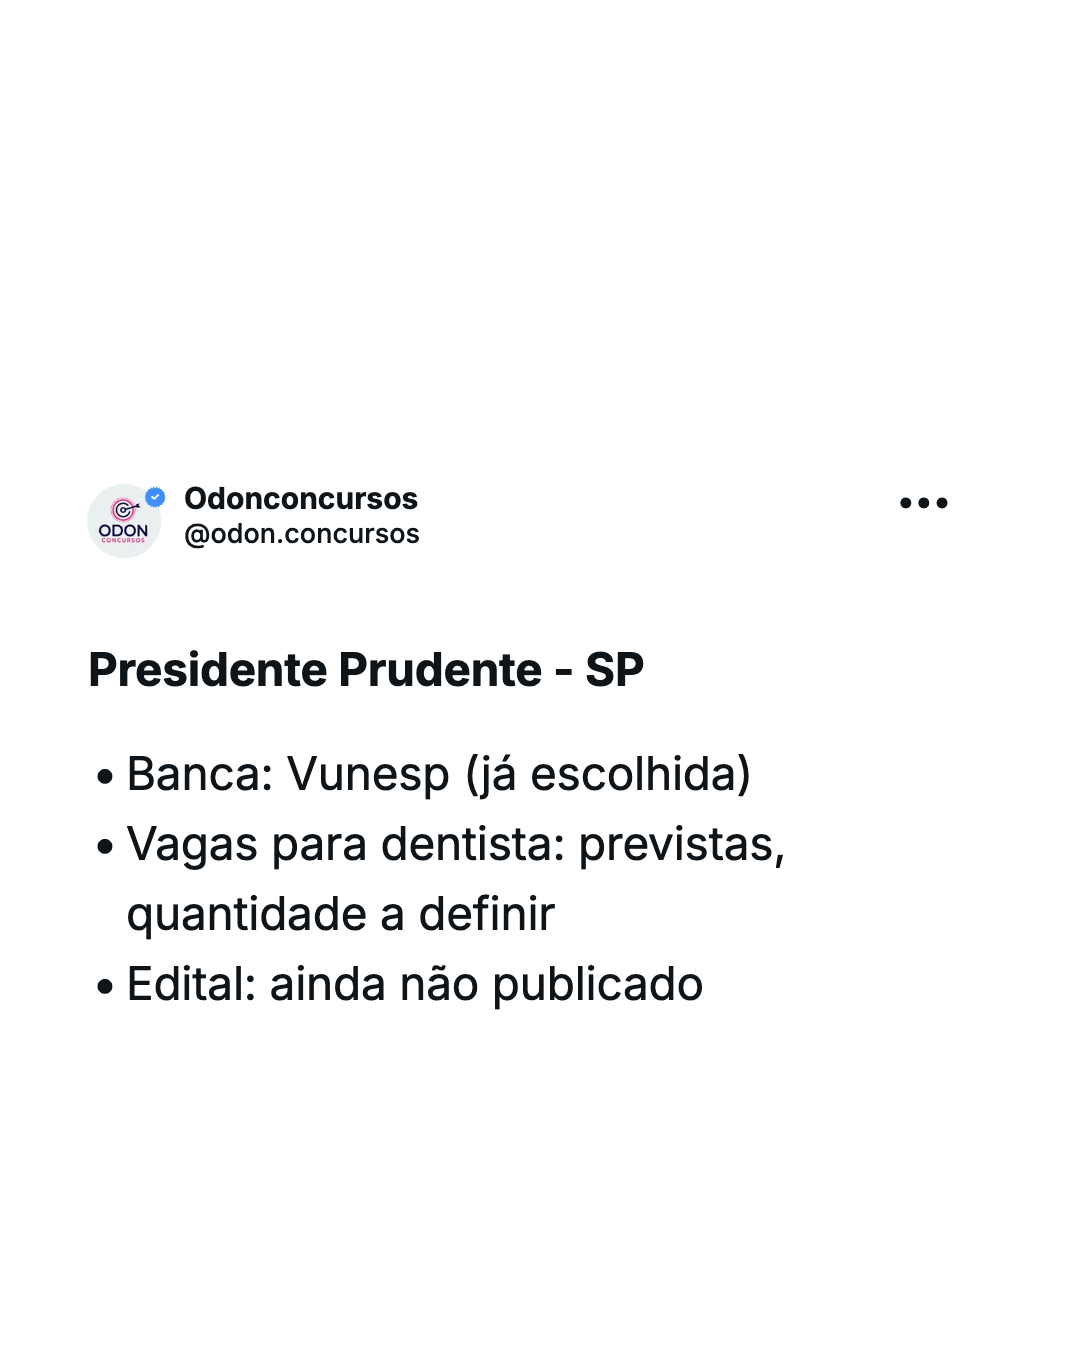 ODON
CONCURSOS
Odonconcursos
@odon.concursos
Presidente Prudente - SP
• Banca: Vunesp (já escolhida)
• Vagas para dentista: previstas,
quantidade a definir
• Edital: ainda não publicado